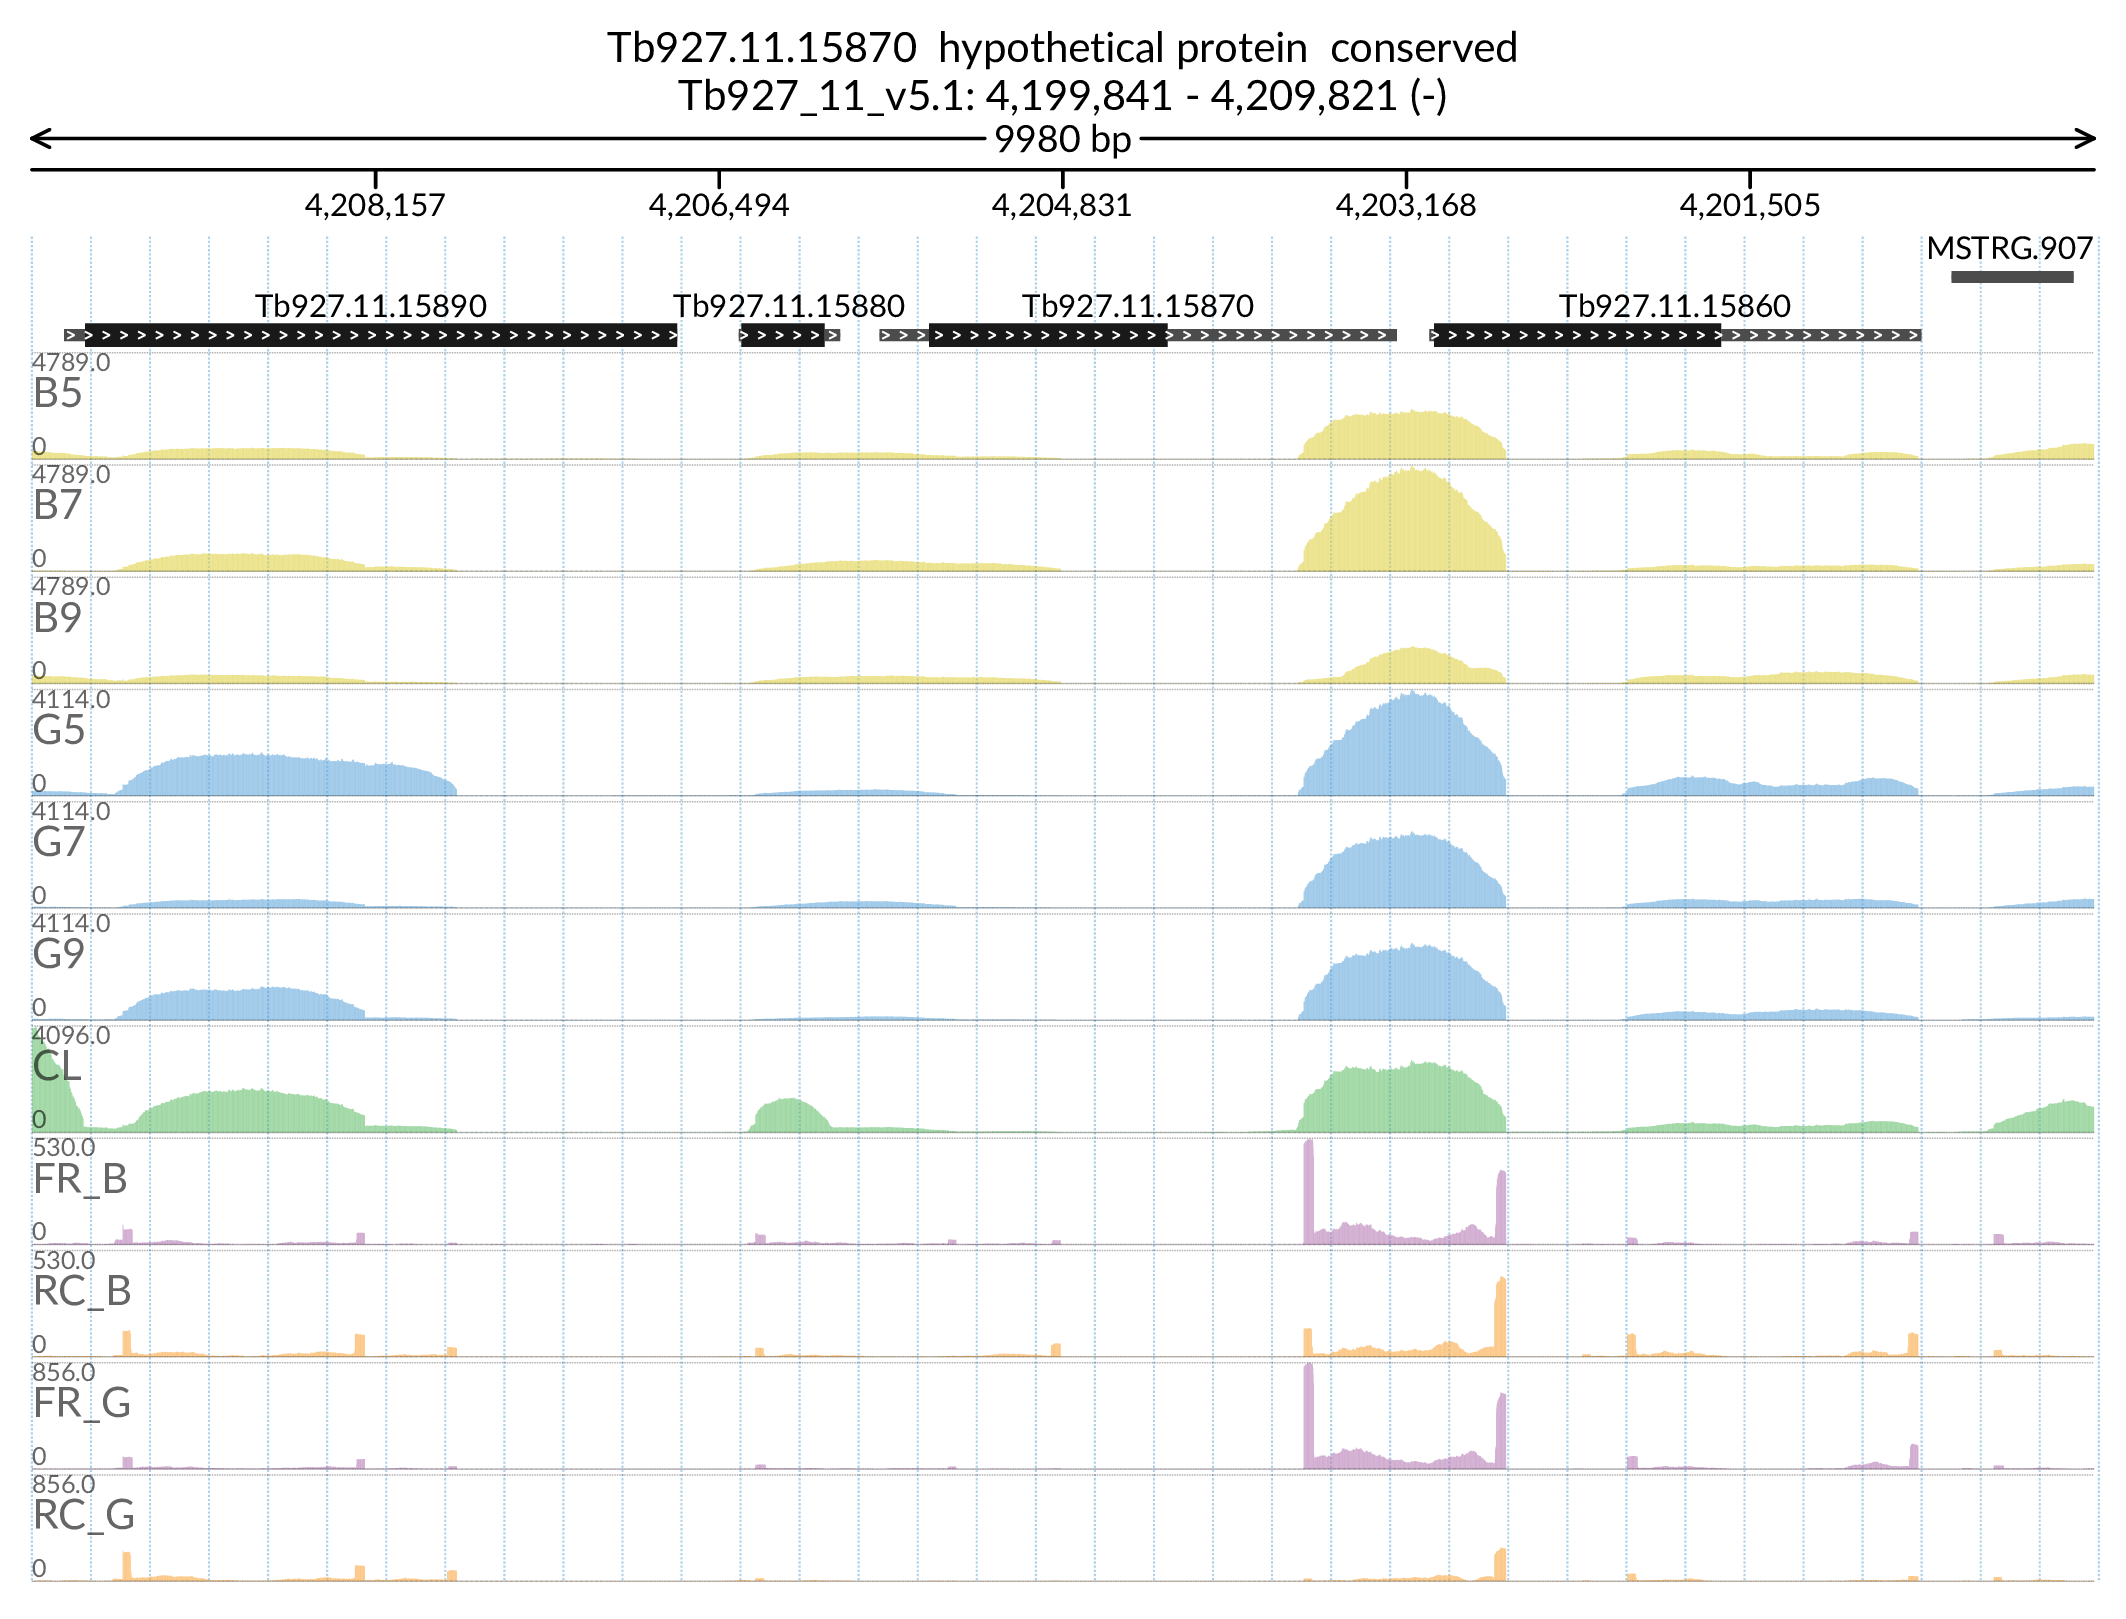 Tb927.11.15870 hypothetical protein conserved
Tb927_11_v5.1: 4,199,841 - 4,209,821 (-)
9980 bp
4,208,157 4,206,494 4,204,831 4,203,168 4,201,505
MSTRG.907
Tb927.11.15890 Tb927.11.15880 Tb927.11.15870 Tb927.11.15860
4789.0
B5
0
4789.0
B7
0
4789.0
B9
0
4114.0
G5
0
4114.0
G7
0
4114.0
G9
0
4096.0
CL
0
530.0
FR_B
0
530.0
RC_B
0
856.0
FR_G
0
856.0
RC_G
0